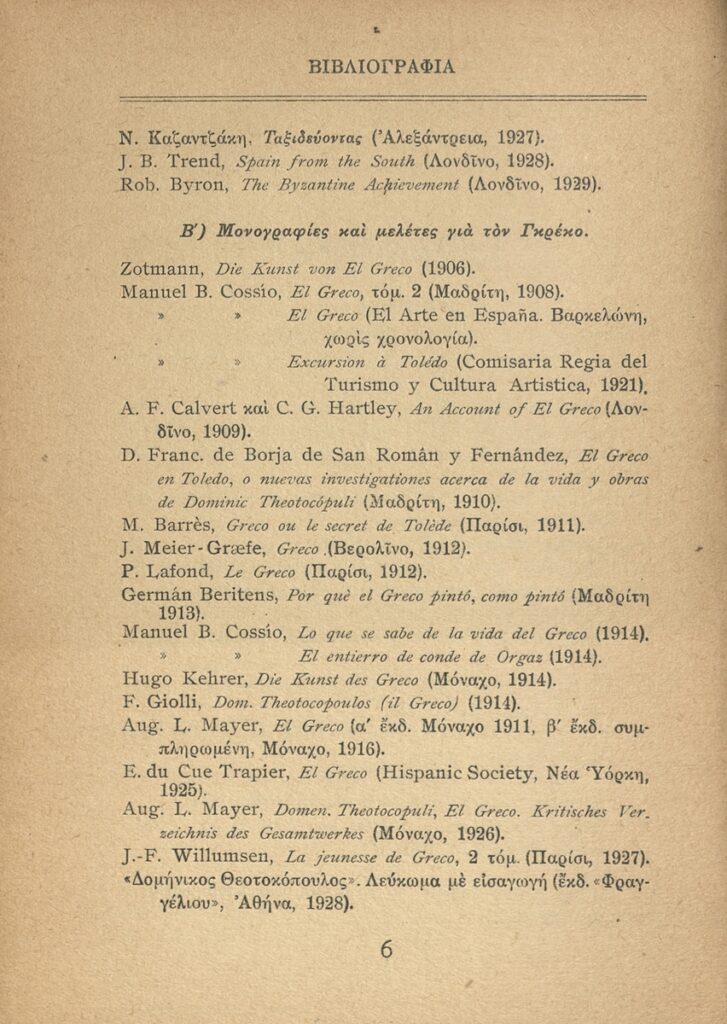 ΒΙΒΛΙΟΓΡΑΦΙΑ
Ν. Καζαντζάκη, Ταξιδεύοντας (Ἀλεξάντρεια, 1927).
J. B. Trend, Spain from the South (Λονδῖνο, 1928).
Rob. Byron, The Byzantine Achievement (Λονδῖνο, 1929).
Β′) Μονογραφίες καὶ μελέτες γιὰ τὸν Γκρέκο.
Zotmann, Die Kunst von El Greco (1906).
Manuel B. Cossío, El Greco, τόμ. 2 (Μαδρίτη, 1908).
» » El Greco (El Arte en España. Βαρκελώνη,
χωρὶς χρονολογία).
» » Excursion à Tolédo (Comisaria Regia del
Turismo y Cultura Artistica, 1921).
A. F. Calvert καὶ C. G. Hartley, An Account of El Greco (Λον-
δῖνο, 1909).
D. Franc. de Borja de San Román y Fernández, El Greco
en Toledo, o nuevas investigationes acerca de la vida y obras
de Dominic Theotocópuli (Μαδρίτη, 1910).
M. Barrès, Greco ou le secret de Tolède (Παρίσι, 1911).
J. Meier-Græfe, Greco .(Βερολῖνο, 1912).
P. Lafond, Le Greco (Παρίσι, 1912).
Germán Beritens, Por què el Greco pintó, como pintó (Μαδρίτη
1913).
Manuel B. Cossío, Lo que se sabe de la vida del Greco (1914).
» » El entierro de conde de Orgaz (1914).
Hugo Kehrer, Die Kunst des Greco (Μόναχο, 1914).
F. Giolli, Dom. Theotocopoulos (il Greco) (1914).
Aug. L. Mayer, El Greco (α′ ἔκδ. Μόναχο 1911, β′ ἔκδ. συμ-
πληρωμένη, Μόναχο, 1916).
E. du Cue Trapier, El Greco (Hispanic Society, Νέα Ὑόρκη,
1925).
Aug. L. Mayer, Domen. Theotocopuli, El Greco. Kritisches Ver-
zeichnis des Gesamtwerkes (Μόναχο, 1926).
J.-F. Willumsen, La jeunesse de Greco, 2 τόμ. (Παρίσι, 1927).
«Δομήνικος Θεοτοκόπουλος». Λεύκωμα μὲ εἰσαγωγή (ἔκδ. «Φραγ-
γέλιου», Ἀθήνα, 1928).
6